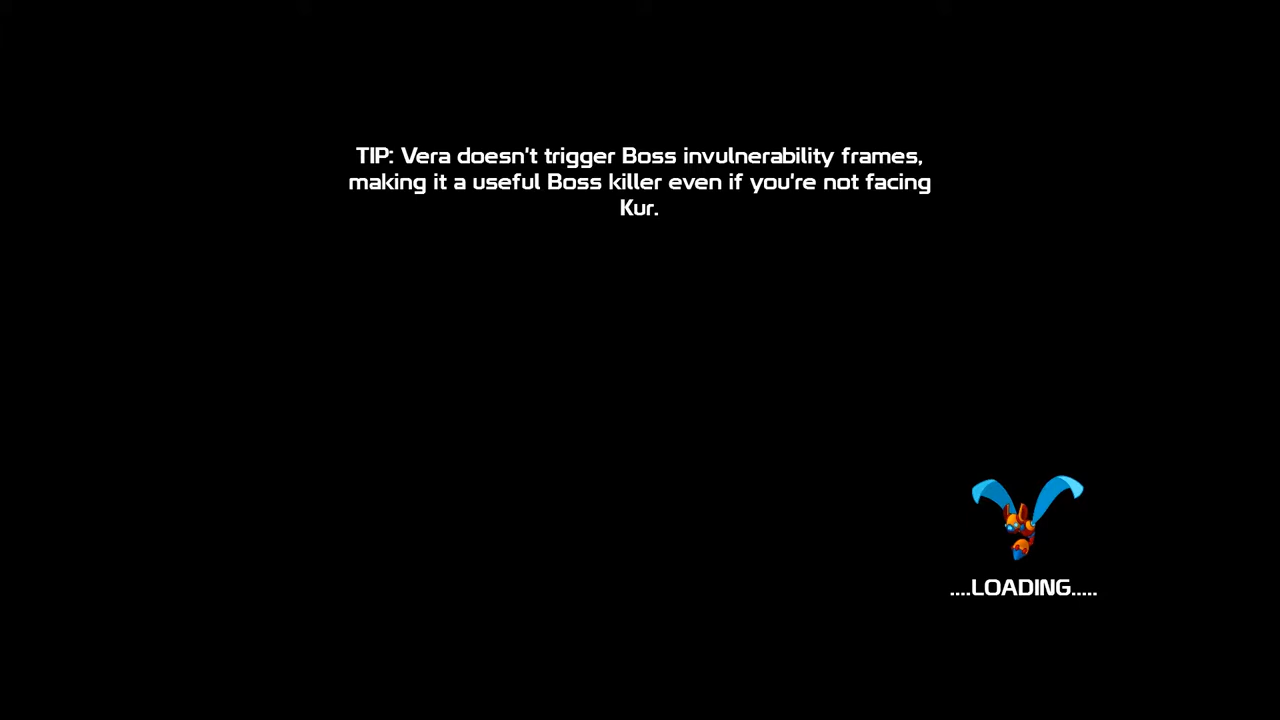 TIP: Vera doesn't trigger Boss invulnerability frames,
making it a useful Boss killer even if you're not facing
Kur.
....LOADING.....